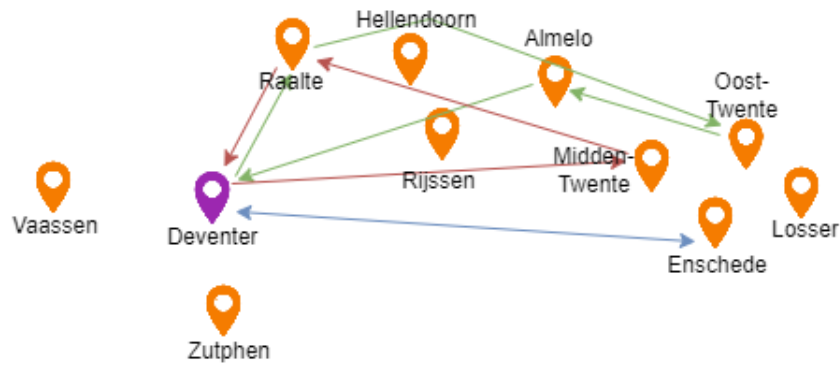 Hellendoorn
Almelo
Raalte
Oost-
Twente
Rijssen
Midden-
Twente
Vaassen
Deventer
Losser
Enschede
Zutphen